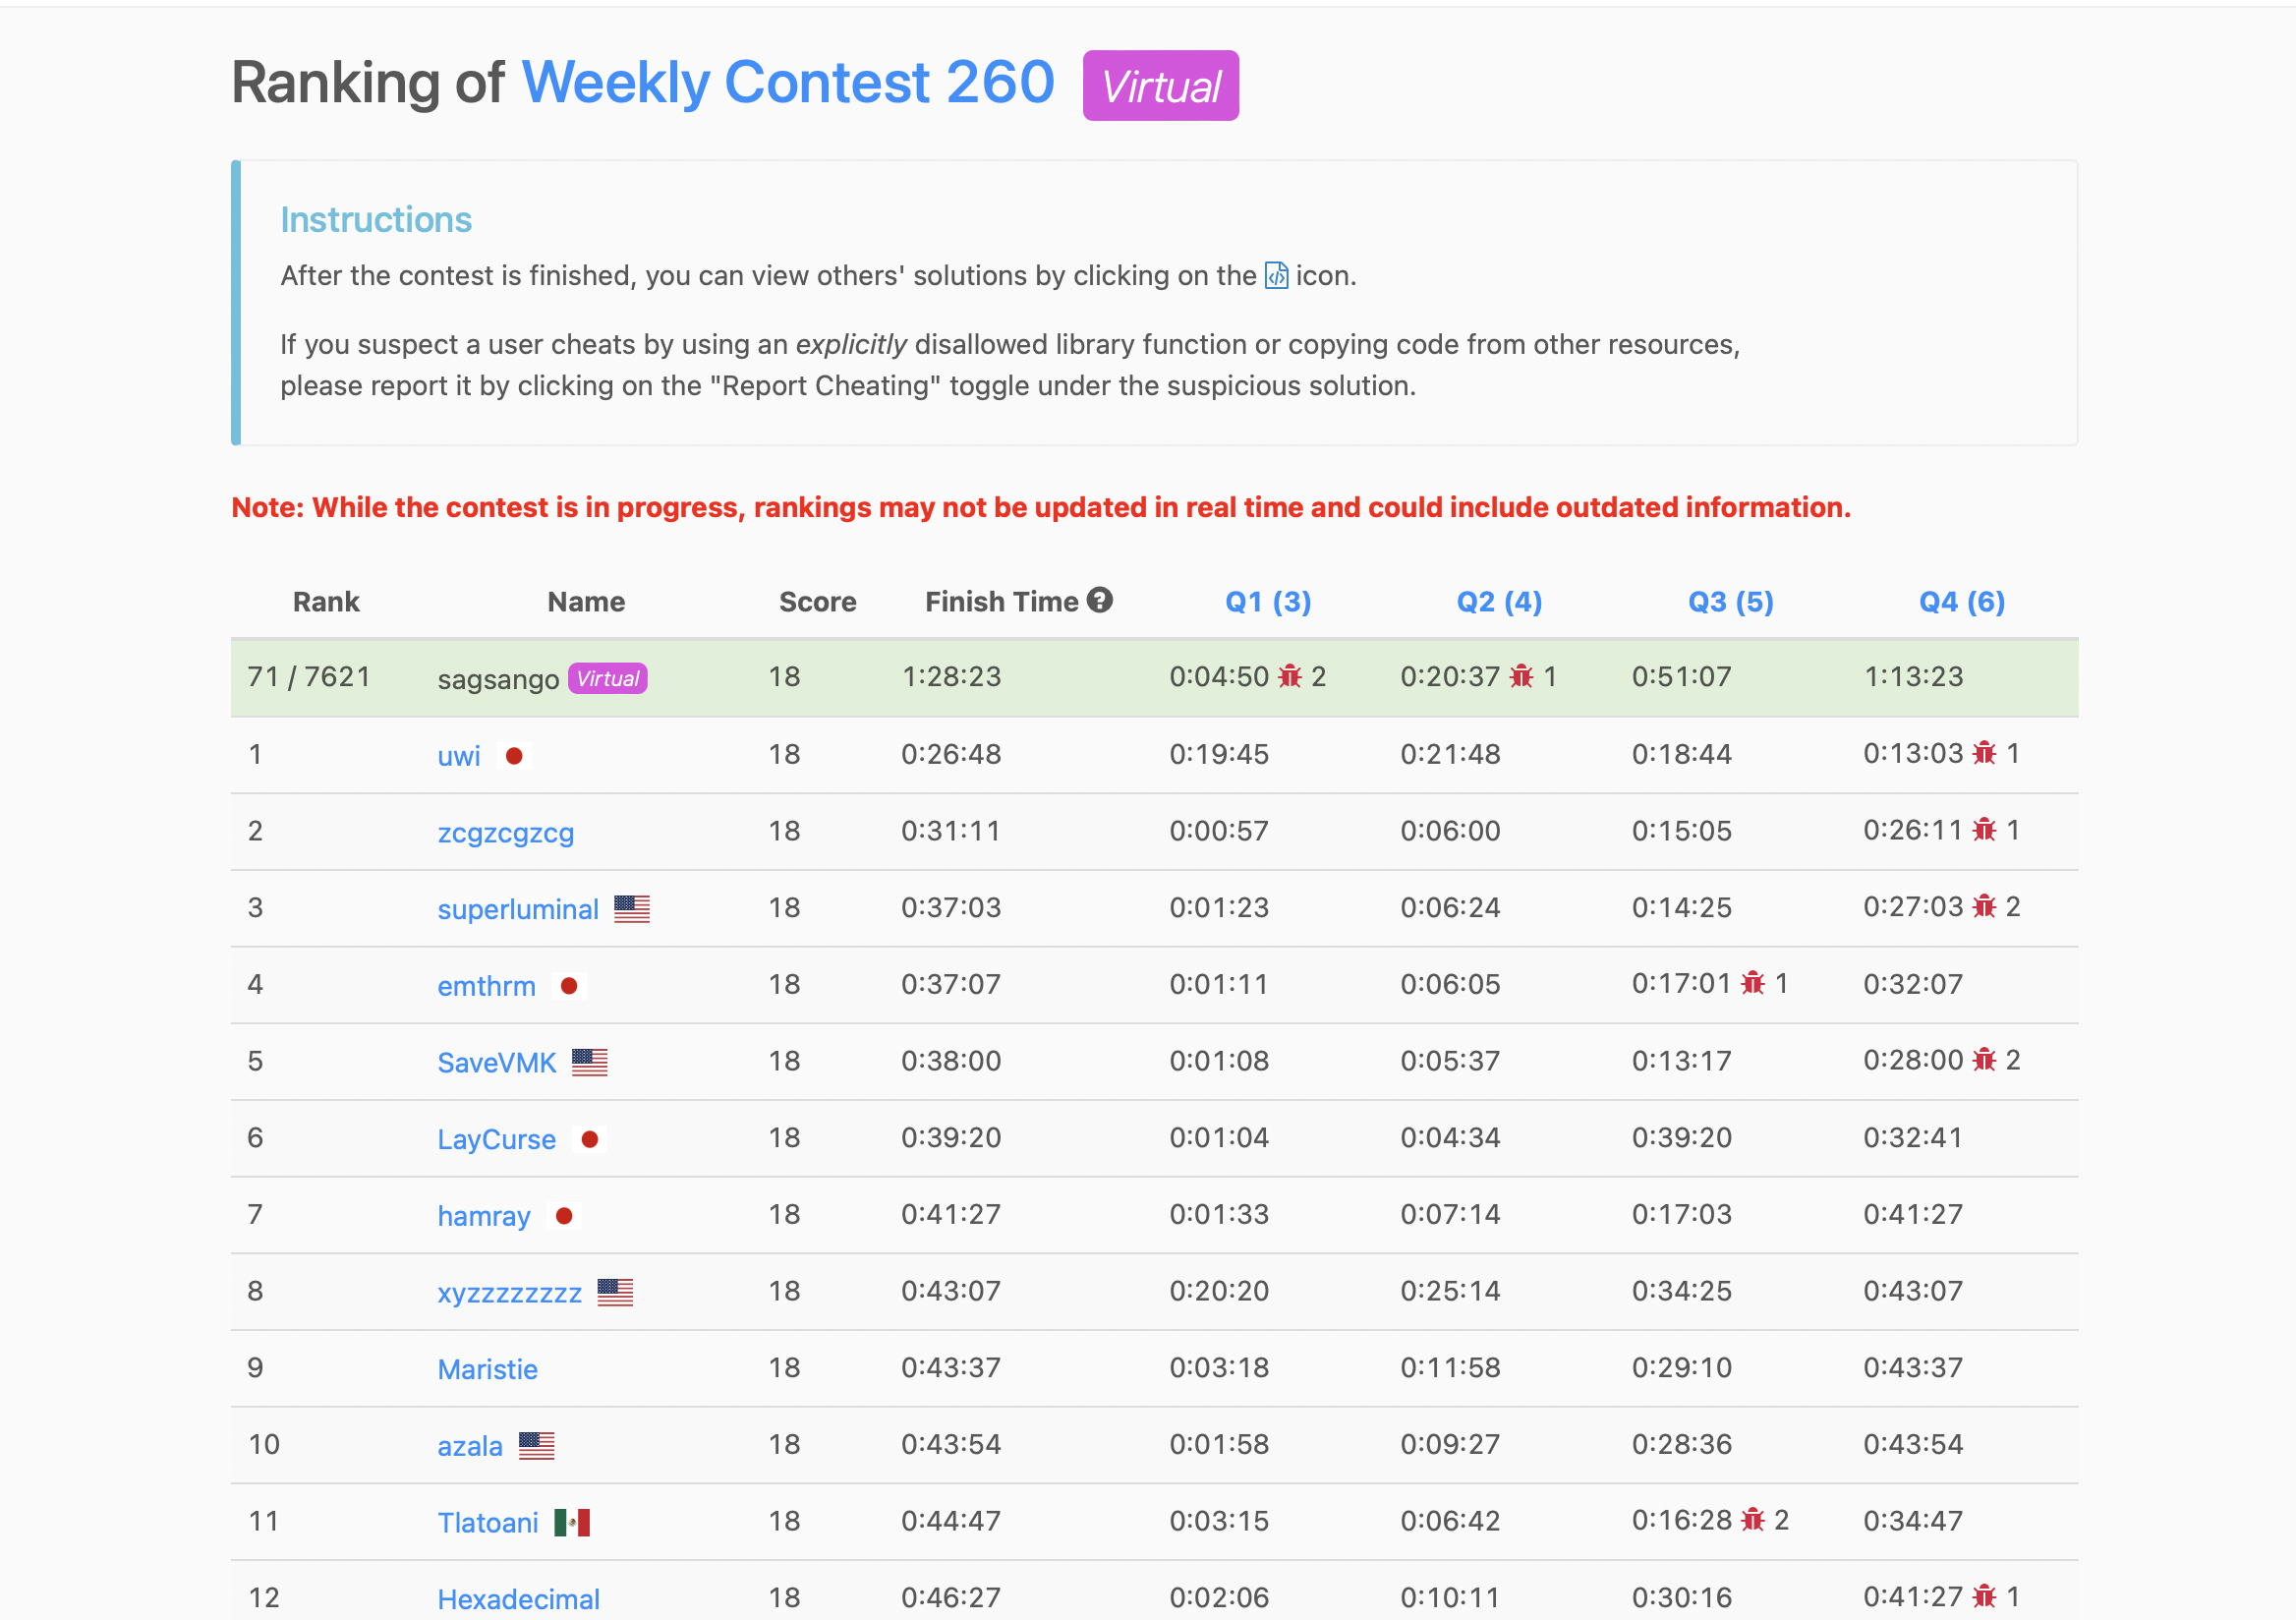 Ranking of Weekly Contest 260 Virtual
Instructions
After the contest is finished, you can view others' solutions by clicking on the icon.
If you suspect a user cheats by using an explicitly disallowed library function or copying code from other resources,
please report it by clicking on the "Report Cheating" toggle under the suspicious solution.
Note: While the contest is in progress, rankings may not be updated in real time and could include outdated information.
Rank Name Score Finish Time Q1 (3) Q2 (4) Q3 (5) Q4 (6)
71 / 7621 sagsango Virtual 18 1:28:23 0:04:50 2 0:20:37 1 0:51:07 1:13:23
1 uwi 18 0:26:48 0:19:45 0:21:48 0:18:44 0:13:03 1
2 zcgzcgzcg 18 0:31:11 0:00:57 0:06:00 0:15:05 0:26:11 1
3 superluminal 18 0:37:03 0:01:23 0:06:24 0:14:25 0:27:03 2
4 emthrm 18 0:37:07 0:01:11 0:06:05 0:17:01 1 0:32:07
5 SaveVMK 18 0:38:00 0:01:08 0:05:37 0:13:17 0:28:00 2
6 LayCurse 18 0:39:20 0:01:04 0:04:34 0:39:20 0:32:41
7 hamray 18 0:41:27 0:01:33 0:07:14 0:17:03 0:41:27
8 xyzzzzzzzz 18 0:43:07 0:20:20 0:25:14 0:34:25 0:43:07
9 Maristie 18 0:43:37 0:03:18 0:11:58 0:29:10 0:43:37
10 azala 18 0:43:54 0:01:58 0:09:27 0:28:36 0:43:54
11 Tlatoani 18 0:44:47 0:03:15 0:06:42 0:16:28 2 0:34:47
12 Hexadecimal 18 0:46:27 0:02:06 0:10:11 0:30:16 0:41:27 1